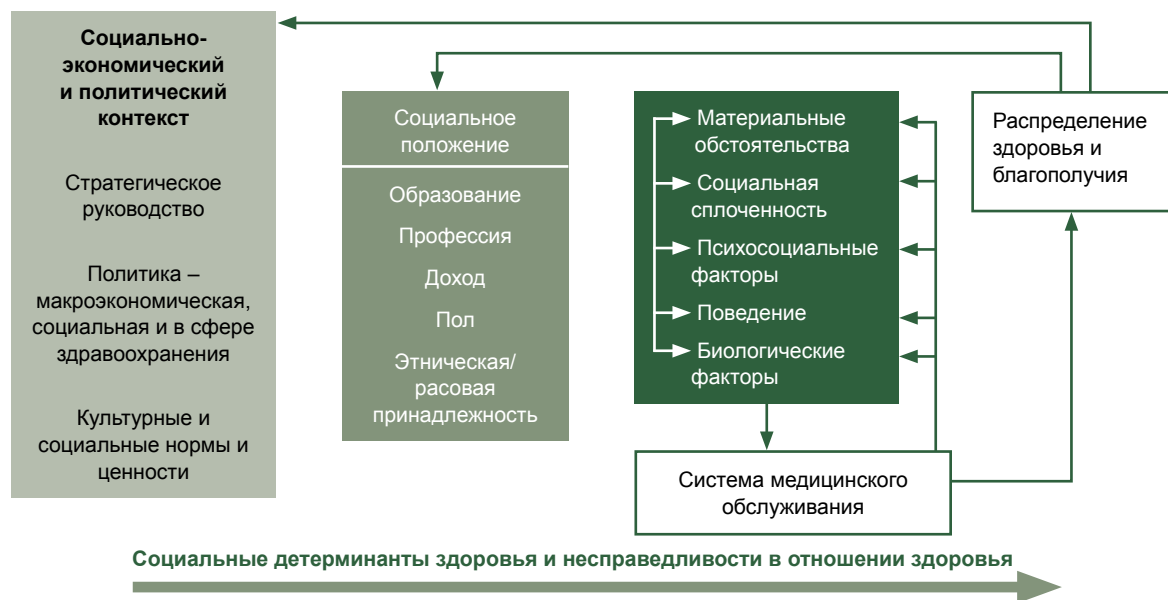 Социально-
экономический
и политический
контекст
Стратегическое
руководство
Политика –
макроэкономическая,
социальная и в сфере
здравоохранения
Культурные и
социальные нормы и
ценности
Социальное
положение
Образование
Профессия
Доход
Пол
Этническая/
расовая
принадлежность
Материальные
обстоятельства
Социальная
сплоченность
Психосоциальные
факторы
Поведение
Биологические
факторы
Система медицинского
обслуживания
Распределение
здоровья и
благополучия
Социальные детерминанты здоровья и несправедливости в отношении здоровья